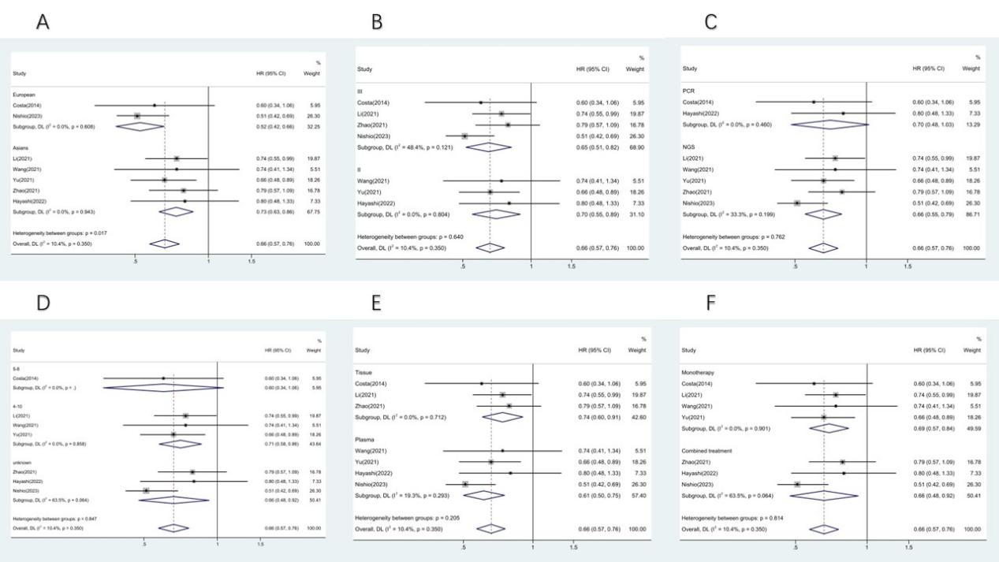 A
%
Study HR (95% CI) Weight
European
Costa(2014) 0.60 (0.34, 1.06) 5.95
Nishio(2023) 0.51 (0.42, 0.69) 26.30
Subgroup, DL (I² = 0.0%, p = 0.608) 0.52 (0.42, 0.66) 32.25
Asians
Li(2021) 0.74 (0.55, 0.99) 19.87
Wang(2021) 0.74 (0.41, 1.34) 5.51
Yu(2021) 0.66 (0.48, 0.89) 18.26
Zhao(2021) 0.79 (0.57, 1.09) 16.78
Hayashi(2022) 0.80 (0.48, 1.33) 7.33
Subgroup, DL (I² = 0.0%, p = 0.943) 0.73 (0.63, 0.86) 67.75
Heterogeneity between groups: p = 0.017
Overall, DL (I² = 10.4%, p = 0.350) 0.66 (0.57, 0.76) 100.00
.5 1 1.5
B
%
Study HR (95% CI) Weight
III
Costa(2014) 0.60 (0.34, 1.06) 5.95
Li(2021) 0.74 (0.55, 0.99) 19.87
Zhao(2021) 0.79 (0.57, 1.09) 16.78
Nishio(2023) 0.51 (0.42, 0.69) 26.30
Subgroup, DL (I² = 48.4%, p = 0.121) 0.65 (0.51, 0.82) 68.90
II
Wang(2021) 0.74 (0.41, 1.34) 5.51
Yu(2021) 0.66 (0.48, 0.89) 18.26
Hayashi(2022) 0.80 (0.48, 1.33) 7.33
Subgroup, DL (I² = 0.0%, p = 0.804) 0.70 (0.55, 0.89) 31.10
Heterogeneity between groups: p = 0.640
Overall, DL (I² = 10.4%, p = 0.350) 0.66 (0.57, 0.76) 100.00
.5 1 1.5
C
%
Study HR (95% CI) Weight
PCR
Costa(2014) 0.60 (0.34, 1.06) 5.95
Hayashi(2022) 0.80 (0.48, 1.33) 7.33
Subgroup, DL (I² = 0.0%, p = 0.460) 0.70 (0.48, 1.03) 13.29
NGS
Li(2021) 0.74 (0.55, 0.99) 19.87
Wang(2021) 0.74 (0.41, 1.34) 5.51
Yu(2021) 0.66 (0.48, 0.89) 18.26
Zhao(2021) 0.79 (0.57, 1.09) 16.78
Nishio(2023) 0.51 (0.42, 0.69) 26.30
Subgroup, DL (I² = 33.3%, p = 0.199) 0.66 (0.55, 0.79) 86.71
Heterogeneity between groups: p = 0.762
Overall, DL (I² = 10.4%, p = 0.350) 0.66 (0.57, 0.76) 100.00
.5 1 1.5
D
%
Study HR (95% CI) Weight
Costa(2014) 0.60 (0.34, 1.06) 5.95
Subgroup, DL (I² = 0.0%, p = .) 0.60 (0.34, 1.06) 5.95
4-10
Li(2021) 0.74 (0.55, 0.99) 19.87
Wang(2021) 0.74 (0.41, 1.34) 5.51
Yu(2021) 0.66 (0.48, 0.89) 18.26
Subgroup, DL (I² = 0.0%, p = 0.858) 0.71 (0.58, 0.86) 43.64
unknown
Zhao(2021) 0.79 (0.57, 1.09) 16.78
Hayashi(2022) 0.80 (0.48, 1.33) 7.33
Nishio(2023) 0.51 (0.42, 0.69) 26.30
Subgroup, DL (I² = 63.5%, p = 0.064) 0.66 (0.48, 0.92) 50.41
Heterogeneity between groups: p = 0.847
Overall, DL (I² = 10.4%, p = 0.350) 0.66 (0.57, 0.76) 100.00
.5 1 1.5
E
%
Study HR (95% CI) Weight
Tissue
Costa(2014) 0.60 (0.34, 1.06) 5.95
Li(2021) 0.74 (0.55, 0.99) 19.87
Zhao(2021) 0.79 (0.57, 1.09) 16.78
Subgroup, DL (I² = 0.0%, p = 0.712) 0.74 (0.60, 0.91) 42.60
Plasma
Wang(2021) 0.74 (0.41, 1.34) 5.51
Yu(2021) 0.66 (0.48, 0.89) 18.26
Hayashi(2022) 0.80 (0.48, 1.33) 7.33
Nishio(2023) 0.51 (0.42, 0.69) 26.30
Subgroup, DL (I² = 19.3%, p = 0.293) 0.61 (0.50, 0.75) 57.40
Heterogeneity between groups: p = 0.205
Overall, DL (I² = 10.4%, p = 0.350) 0.66 (0.57, 0.76) 100.00
.5 1 1.5
F
%
Study HR (95% CI) Weight
Monotherapy
Costa(2014) 0.60 (0.34, 1.06) 5.95
Li(2021) 0.74 (0.55, 0.99) 19.87
Wang(2021) 0.74 (0.41, 1.34) 5.51
Yu(2021) 0.66 (0.48, 0.89) 18.26
Subgroup, DL (I² = 0.0%, p = 0.901) 0.69 (0.57, 0.84) 49.59
Combined treatment
Zhao(2021) 0.79 (0.57, 1.09) 16.78
Hayashi(2022) 0.80 (0.48, 1.33) 7.33
Nishio(2023) 0.51 (0.42, 0.69) 26.30
Subgroup, DL (I² = 63.5%, p = 0.064) 0.66 (0.48, 0.92) 50.41
Heterogeneity between groups: p = 0.814
Overall, DL (I² = 10.4%, p = 0.350) 0.66 (0.57, 0.76) 100.00
.5 1 1.5